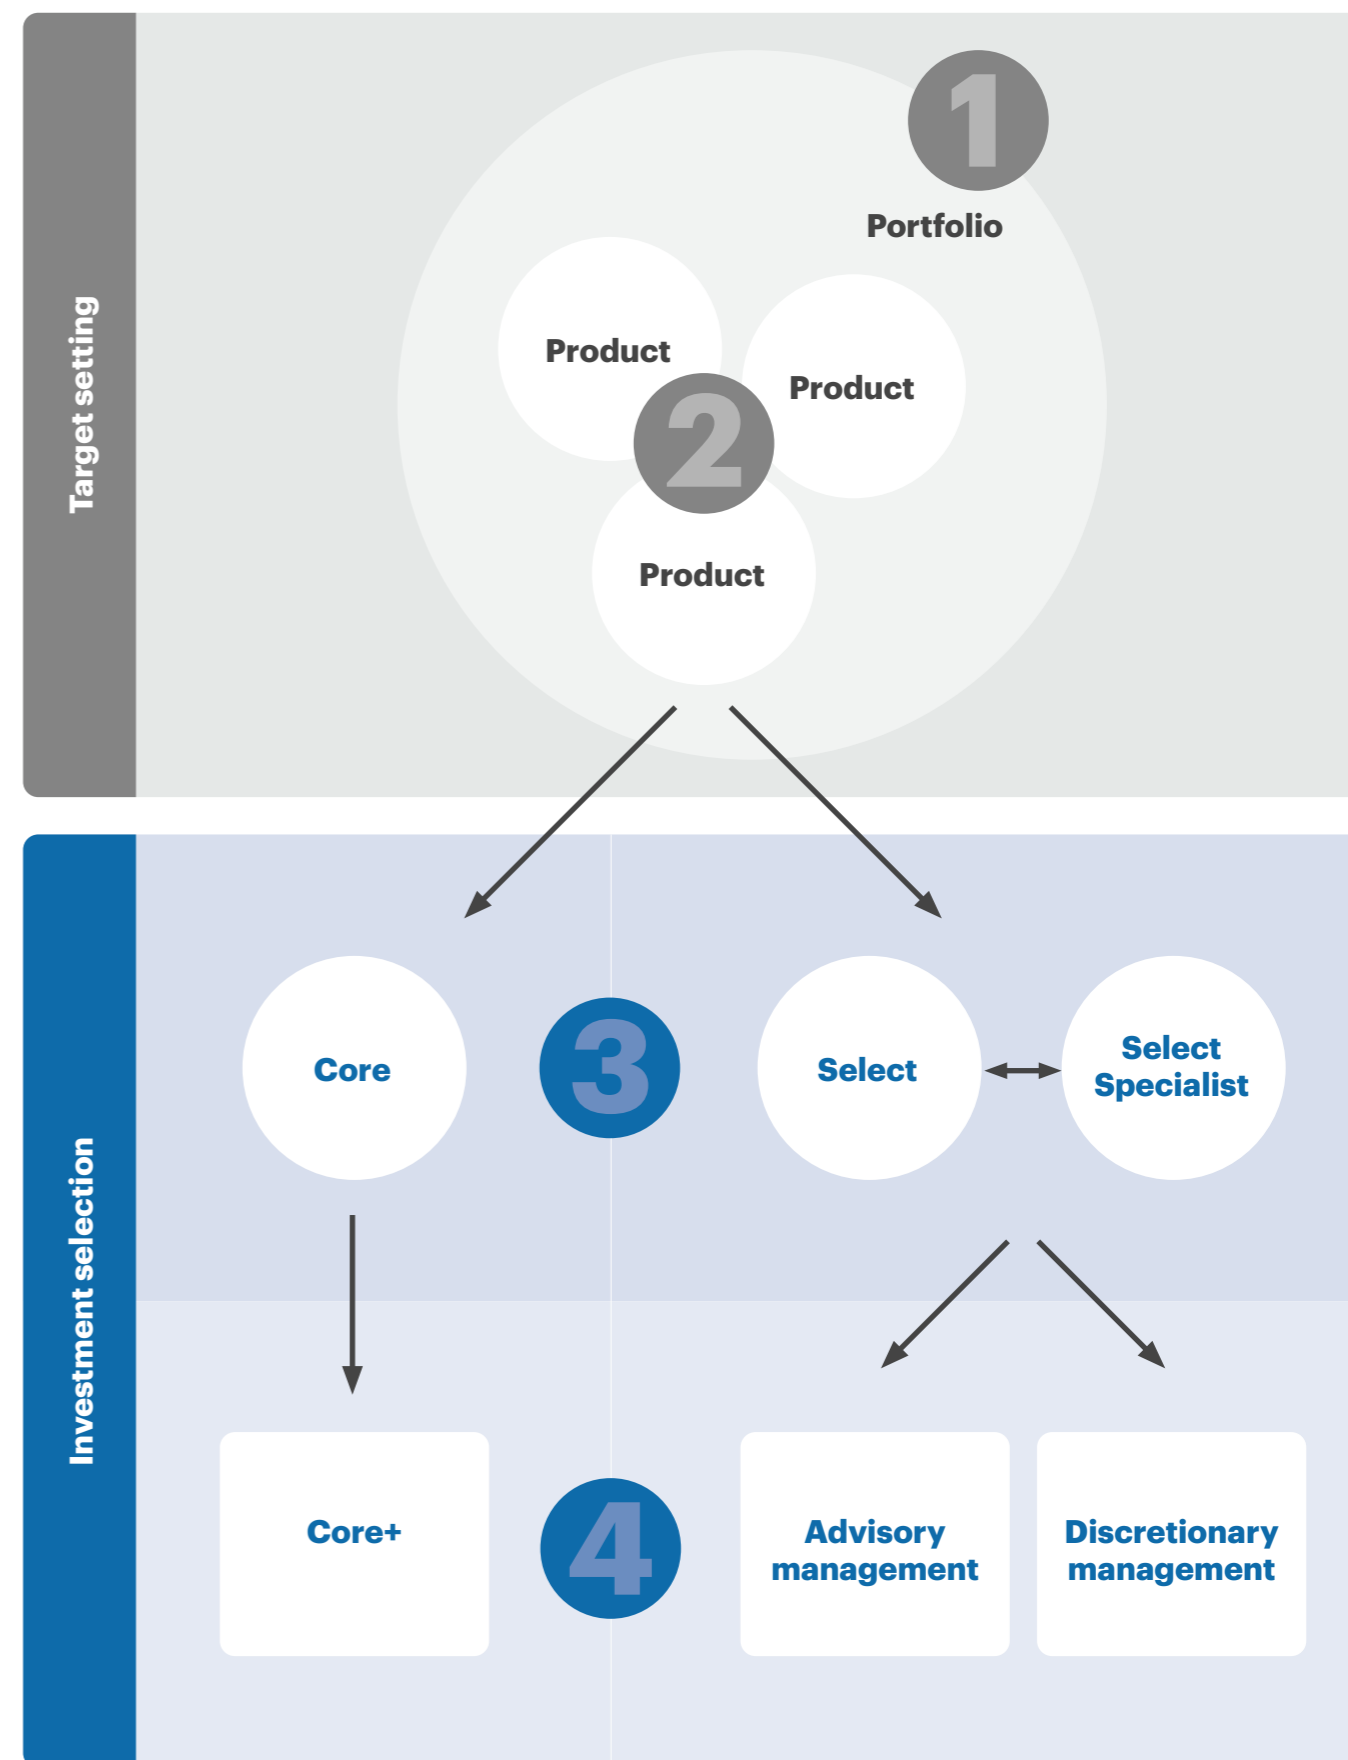 Target setting
1
Portfolio
Product
Product
2
Product
Investment selection
Core
3
Select
Select
Specialist
Core+
4
Advisory
management
Discretionary
management